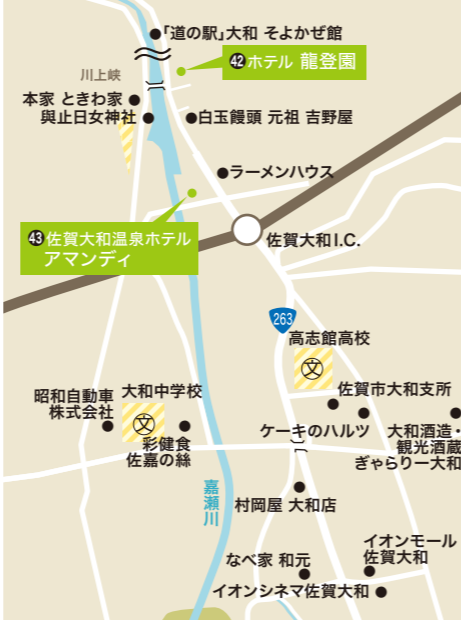 「道の駅」大和 そよかぜ館
㊷ホテル 龍登園
川上峡
本家 ときわ家
與止日女神社
白玉饅頭 元祖 吉野屋
ラーメンハウス
㊸佐賀大和温泉ホテル
アマンディ
佐賀大和I.C.
263
高志館高校
文
佐賀市大和支所
昭和自動車
株式会社
大和中学校
文
彩健食
佐嘉の絲
ケーキのハルツ
大和酒造・
観光酒蔵
ぎゃらりー大和
嘉瀬川
村岡屋 大和店
イオンモール
佐賀大和
なべ家 和元
イオンシネマ佐賀大和